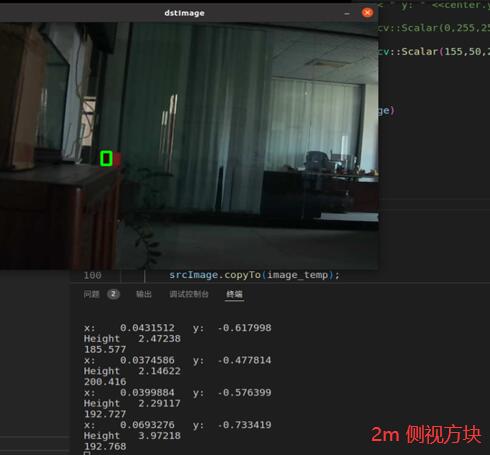 dstImage
< " y: " <<center.y
cv::Scalar(0,255,25
cv::Scalar(155,50,2
ge)
100 srcImage.copyTo(image_temp);
问题 2 输出 调试控制台 终端
x: 0.0431512 y: -0.617998
Height 2.47238
185.577
x: 0.0374586 y: -0.477814
Height 2.14622
200.416
x: 0.0399884 y: -0.576399
Height 2.29117
192.727
x: 0.0693276 y: -0.733419
Height 3.97218
192.768
2m 侧视方块